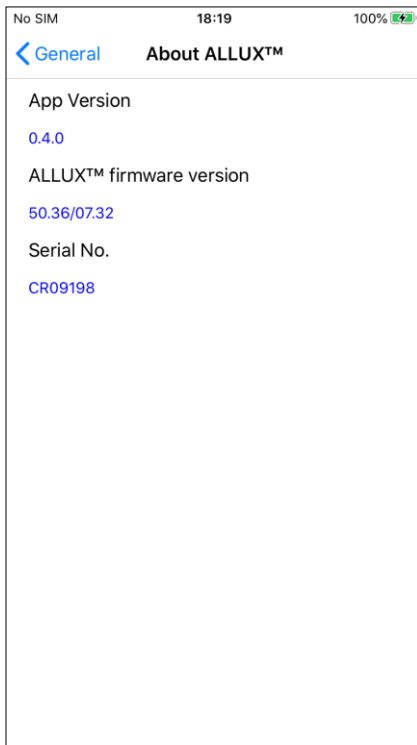 No SIM 18:19 100%
General About ALLUX™
App Version
0.4.0
ALLUX™ firmware version
50.36/07.32
Serial No.
CR09198